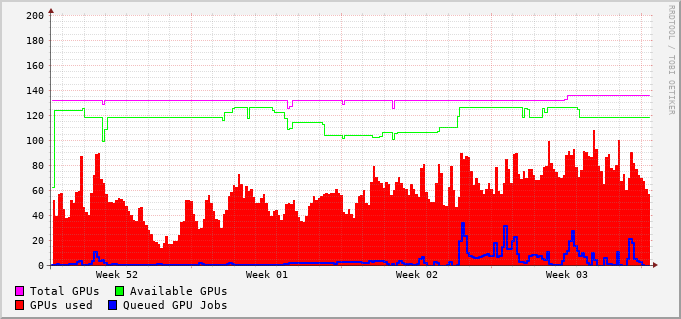 RRDTOOL / TOBI OETIKER
200
180
160
140
120
100
80
60
40
20
0
Week 52 Week 01 Week 02 Week 03
Total GPUs Available GPUs
GPUs used Queued GPU Jobs